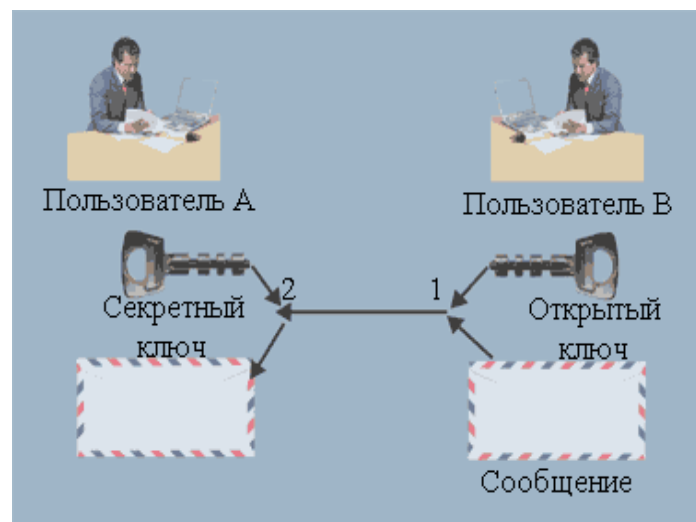 Пользователь А
Пользователь В
2
1
Секретный
ключ
Открытый
ключ
Сообщение